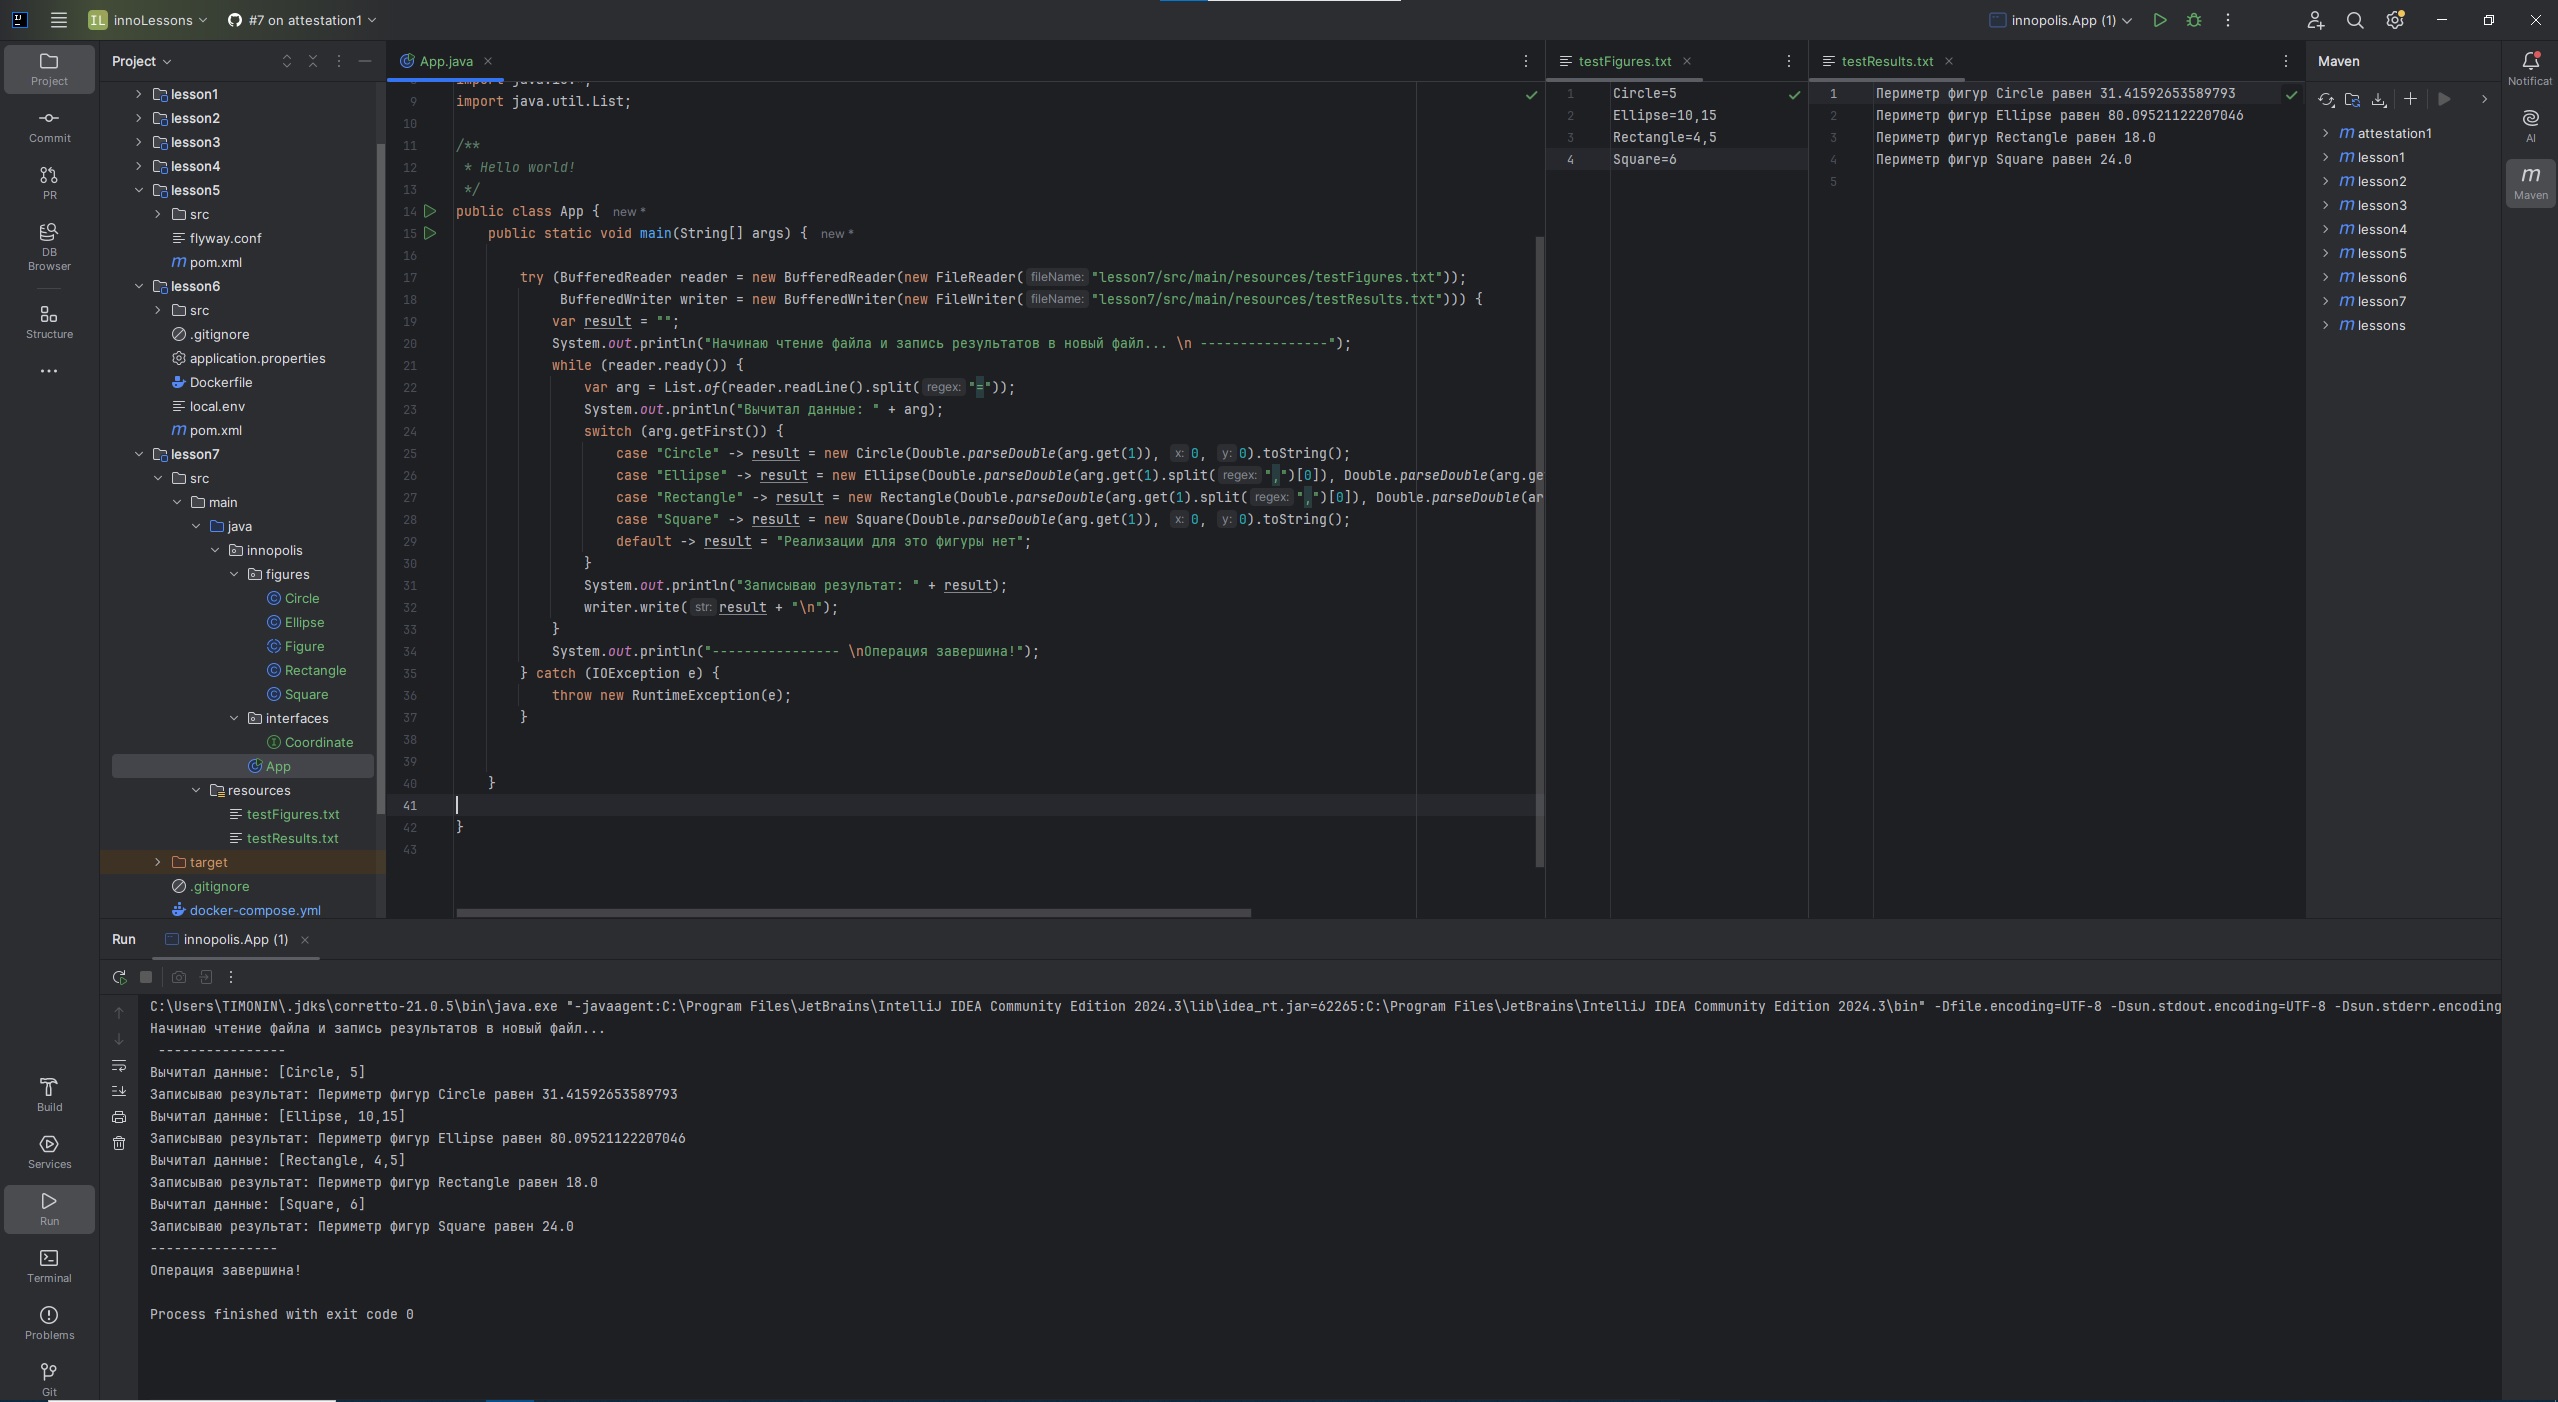 IL innoLessons #7 on attestation1 innopolis.App (1)
Project
Commit
PR
DB
Browser
Structure
Build
Services
Run
Terminal
Problems
Git
Project
lesson1
lesson2
lesson3
lesson4
lesson5
src
flyway.conf
pom.xml
lesson6
src
.gitignore
application.properties
Dockerfile
local.env
pom.xml
lesson7
src
main
java
innopolis
figures
Circle
Ellipse
Figure
Rectangle
Square
interfaces
Coordinate
App
resources
testFigures.txt
testResults.txt
target
.gitignore
docker-compose.yml
App.java
9 import java.util.List;
10
11 /**
12 * Hello world!
13 */
14 public class App { new *
15 public static void main(String[] args) { new *
16
17 try (BufferedReader reader = new BufferedReader(new FileReader( fileName: "lesson7/src/main/resources/testFigures.txt"));
18 BufferedWriter writer = new BufferedWriter(new FileWriter( fileName: "lesson7/src/main/resources/testResults.txt"))) {
19 var result = "";
20 System.out.println("Начинаю чтение файла и запись результатов в новый файл... \n ----------------");
21 while (reader.ready()) {
22 var arg = List.of(reader.readLine().split( regex: "="));
23 System.out.println("Вычитал данные: " + arg);
24 switch (arg.getFirst()) {
25 case "Circle" -> result = new Circle(Double.parseDouble(arg.get(1)), x: 0, y: 0).toString();
26 case "Ellipse" -> result = new Ellipse(Double.parseDouble(arg.get(1).split( regex: ",")[0]), Double.parseDouble(arg.ge
27 case "Rectangle" -> result = new Rectangle(Double.parseDouble(arg.get(1).split( regex: ",")[0]), Double.parseDouble(ar
28 case "Square" -> result = new Square(Double.parseDouble(arg.get(1)), x: 0, y: 0).toString();
29 default -> result = "Реализации для это фигуры нет";
30 }
31 System.out.println("Записываю результат: " + result);
32 writer.write( str: result + "\n");
33 }
34 System.out.println("---------------- \nОперация завершина!");
35 } catch (IOException e) {
36 throw new RuntimeException(e);
37 }
38
39
40 }
41
42 }
43
testFigures.txt
1 Circle=5
2 Ellipse=10,15
3 Rectangle=4,5
4 Square=6
testResults.txt
1 Периметр фигур Circle равен 31.41592653589793
2 Периметр фигур Ellipse равен 80.09521122207046
3 Периметр фигур Rectangle равен 18.0
4 Периметр фигур Square равен 24.0
5
Maven
attestation1
lesson1
lesson2
lesson3
lesson4
lesson5
lesson6
lesson7
lessons
Notificat
AI
Maven
Run innopolis.App (1)
C:\Users\TIMONIN\.jdks\corretto-21.0.5\bin\java.exe "-javaagent:C:\Program Files\JetBrains\IntelliJ IDEA Community Edition 2024.3\lib\idea_rt.jar=62265:C:\Program Files\JetBrains\IntelliJ IDEA Community Edition 2024.3\bin" -Dfile.encoding=UTF-8 -Dsun.stdout.encoding=UTF-8 -Dsun.stderr.encoding
Начинаю чтение файла и запись результатов в новый файл...
----------------
Вычитал данные: [Circle, 5]
Записываю результат: Периметр фигур Circle равен 31.41592653589793
Вычитал данные: [Ellipse, 10,15]
Записываю результат: Периметр фигур Ellipse равен 80.09521122207046
Вычитал данные: [Rectangle, 4,5]
Записываю результат: Периметр фигур Rectangle равен 18.0
Вычитал данные: [Square, 6]
Записываю результат: Периметр фигур Square равен 24.0
----------------
Операция завершина!

Process finished with exit code 0